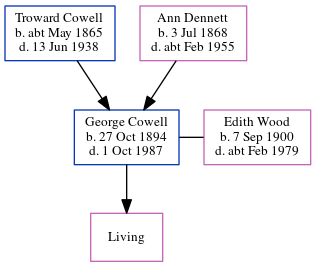 Troward Cowell
b. abt May 1865
d. 13 Jun 1938
Ann Dennett
b. 3 Jul 1868
d. abt Feb 1955
George Cowell
b. 27 Oct 1894
d. 1 Oct 1987
Edith Wood
b. 7 Sep 1900
d. abt Feb 1979
Living